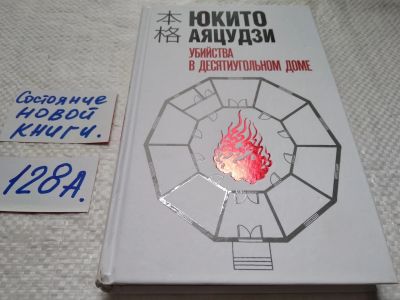 本格
ЮКИТО
АЯЦУДЗИ
УБИЙСТВА
В ДЕСЯТИУГОЛЬНОМ ДОМЕ
Состояние
НОВОЙ
КНИГИ.
128А.